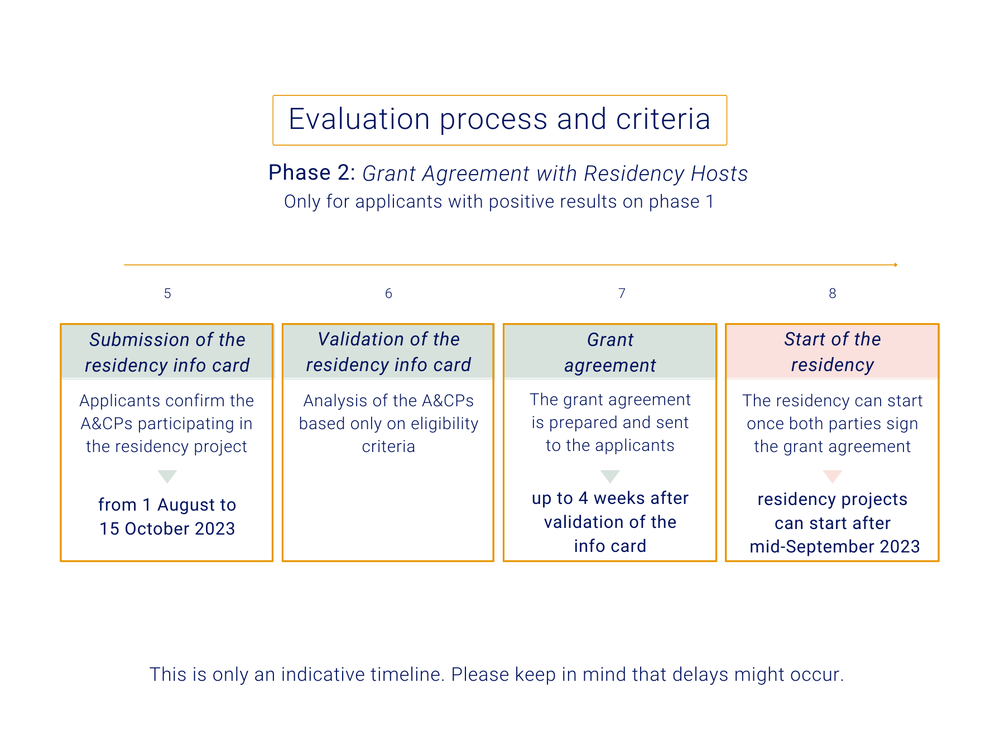 Evaluation process and criteria
Phase 2: Grant Agreement with Residency Hosts
Only for applicants with positive results on phase 1
5
6
7
8
Submission of the
residency info card
Applicants confirm the
A&CPs participating in
the residency project
from 1 August to
15 October 2023
Validation of the
residency info card
Analysis of the A&CPs
based only on eligibility
criteria
Grant
agreement
The grant agreement
is prepared and sent
to the applicants
up to 4 weeks after
validation of the
info card
Start of the
residency
The residency can start
once both parties sign
the grant agreement
residency projects
can start after
mid-September 2023
This is only an indicative timeline. Please keep in mind that delays might occur.